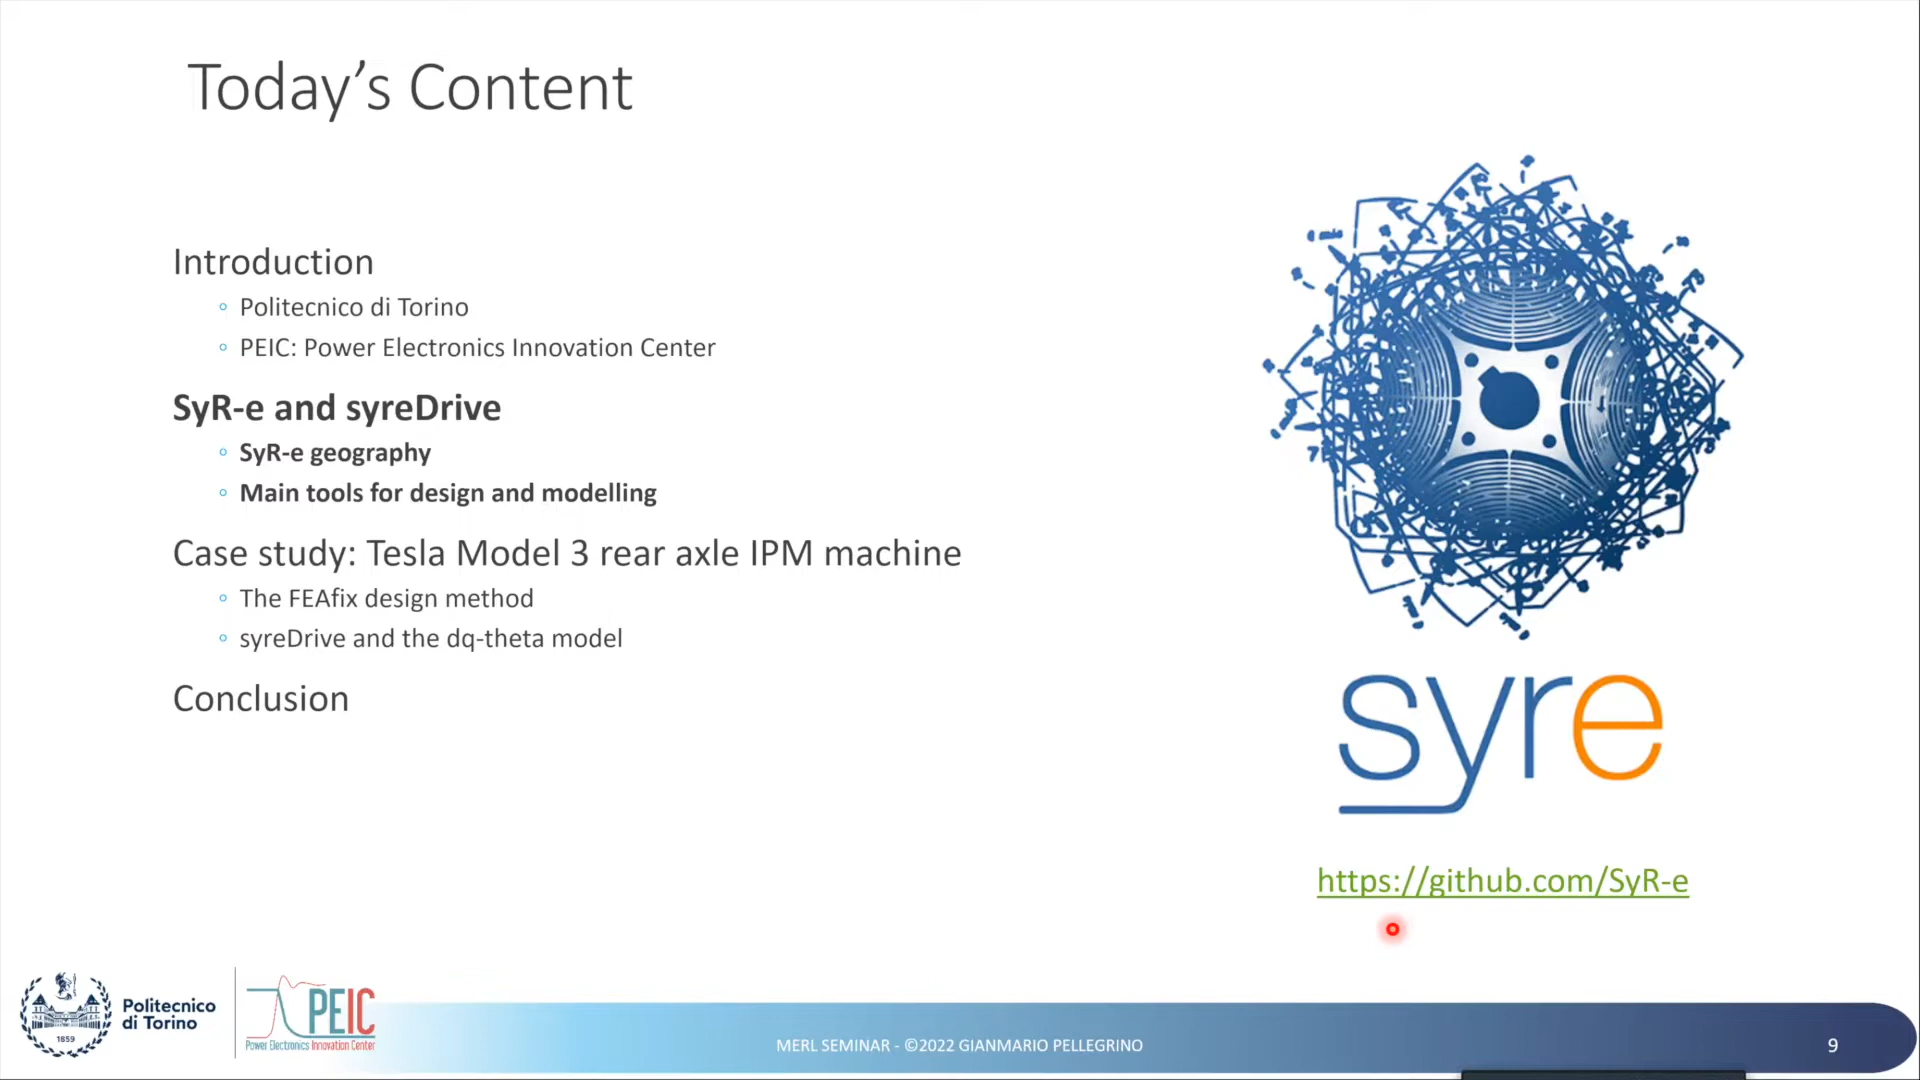 Today’s Content
Introduction
Politecnico di Torino
PEIC: Power Electronics Innovation Center
SyR-e and syreDrive
SyR-e geography
Main tools for design and modelling
Case study: Tesla Model 3 rear axle IPM machine
The FEAfix design method
syreDrive and the dq-theta model
Conclusion
syre
https://github.com/SyR-e
Politecnico
di Torino
1859
PEIC
Power Electronics Innovation Center
MERL SEMINAR - ©2022 GIANMARIO PELLEGRINO
9